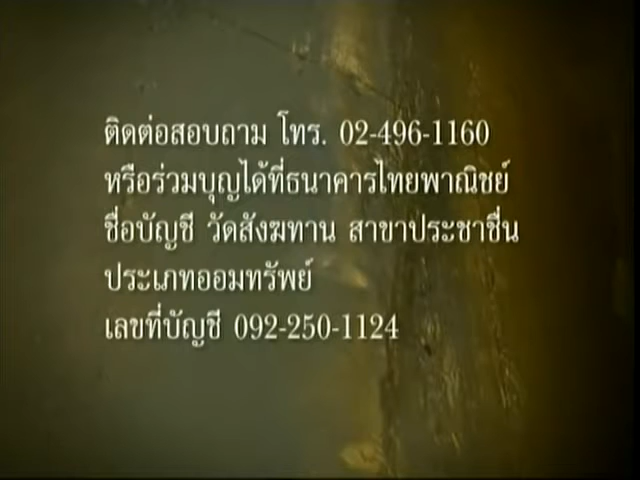 ติดต่อสอบถาม โทร. 02-496-1160
หรือร่วมบุญได้ที่ธนาคารไทยพาณิชย์
ชื่อบัญชี วัดสังฆทาน สาขาประชาชื่น
ประเภทออมทรัพย์
เลขที่บัญชี 092-250-1124